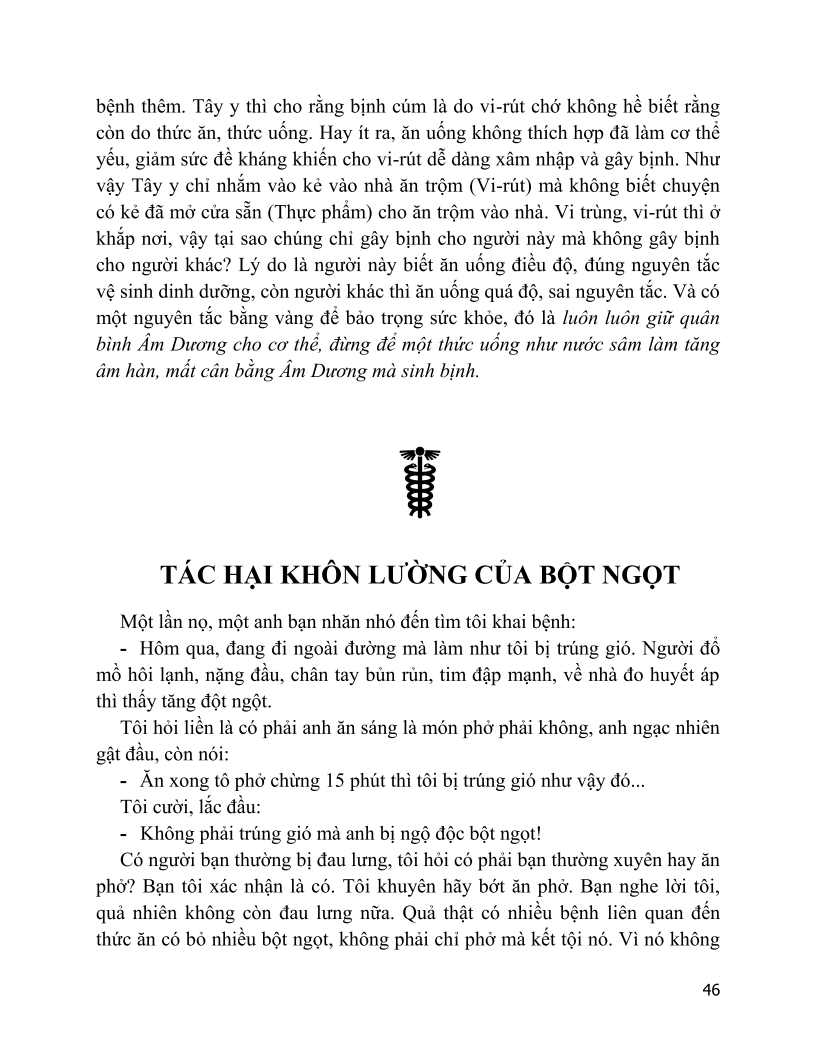 bệnh thêm. Tây y thì cho rằng bịnh cúm là do vi-rút chớ không hề biết rằng
còn do thức ăn, thức uống. Hay ít ra, ăn uống không thích hợp đã làm cơ thể
yếu, giảm sức đề kháng khiến cho vi-rút dễ dàng xâm nhập và gây bịnh. Như
vậy Tây y chỉ nhắm vào kẻ vào nhà ăn trộm (Vi-rút) mà không biết chuyện
có kẻ đã mở cửa sẵn (Thực phẩm) cho ăn trộm vào nhà. Vi trùng, vi-rút thì ở
khắp nơi, vậy tại sao chúng chỉ gây bịnh cho người này mà không gây bịnh
cho người khác? Lý do là người này biết ăn uống điều độ, đúng nguyên tắc
vệ sinh dinh dưỡng, còn người khác thì ăn uống quá độ, sai nguyên tắc. Và có
một nguyên tắc bằng vàng để bảo trọng sức khỏe, đó là luôn luôn giữ quân
bình Âm Dương cho cơ thể, đừng để một thức uống như nước sâm làm tăng
âm hàn, mất cân bằng Âm Dương mà sinh bịnh.
TÁC HẠI KHÔN LƯỜNG CỦA BỘT NGỌT
Một lần nọ, một anh bạn nhăn nhó đến tìm tôi khai bệnh:
- Hôm qua, đang đi ngoài đường mà làm như tôi bị trúng gió. Người đổ
mồ hôi lạnh, nặng đầu, chân tay bủn rủn, tim đập mạnh, về nhà đo huyết áp
thì thấy tăng đột ngột.
Tôi hỏi liền là có phải anh ăn sáng là món phở phải không, anh ngạc nhiên
gật đầu, còn nói:
- Ăn xong tô phở chừng 15 phút thì tôi bị trúng gió như vậy đó...
Tôi cười, lắc đầu:
- Không phải trúng gió mà anh bị ngộ độc bột ngọt!
Có người bạn thường bị đau lưng, tôi hỏi có phải bạn thường xuyên hay ăn
phở? Bạn tôi xác nhận là có. Tôi khuyên hãy bớt ăn phở. Bạn nghe lời tôi,
quả nhiên không còn đau lưng nữa. Quả thật có nhiều bệnh liên quan đến
thức ăn có bỏ nhiều bột ngọt, không phải chỉ phở mà kết tội nó. Vì nó không
46